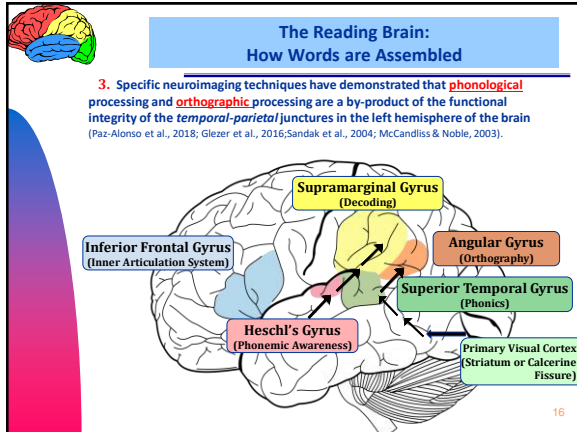 The Reading Brain:
How Words are Assembled
3. Specific neuroimaging techniques have demonstrated that phonological
processing and orthographic processing are a by-product of the functional
integrity of the temporal-parietal junctures in the left hemisphere of the brain
(Paz-Alonso et al., 2018; Glezer et al., 2016;Sandak et al., 2004; McCandliss & Noble, 2003).
Supramarginal Gyrus
(Decoding)
Inferior Frontal Gyrus
(Inner Articulation System)
Angular Gyrus
(Orthography)
Superior Temporal Gyrus
(Phonics)
Heschl's Gyrus
(Phonemic Awareness)
Primary Visual Cortex
(Striatum or Calcerine
Fissure)
16